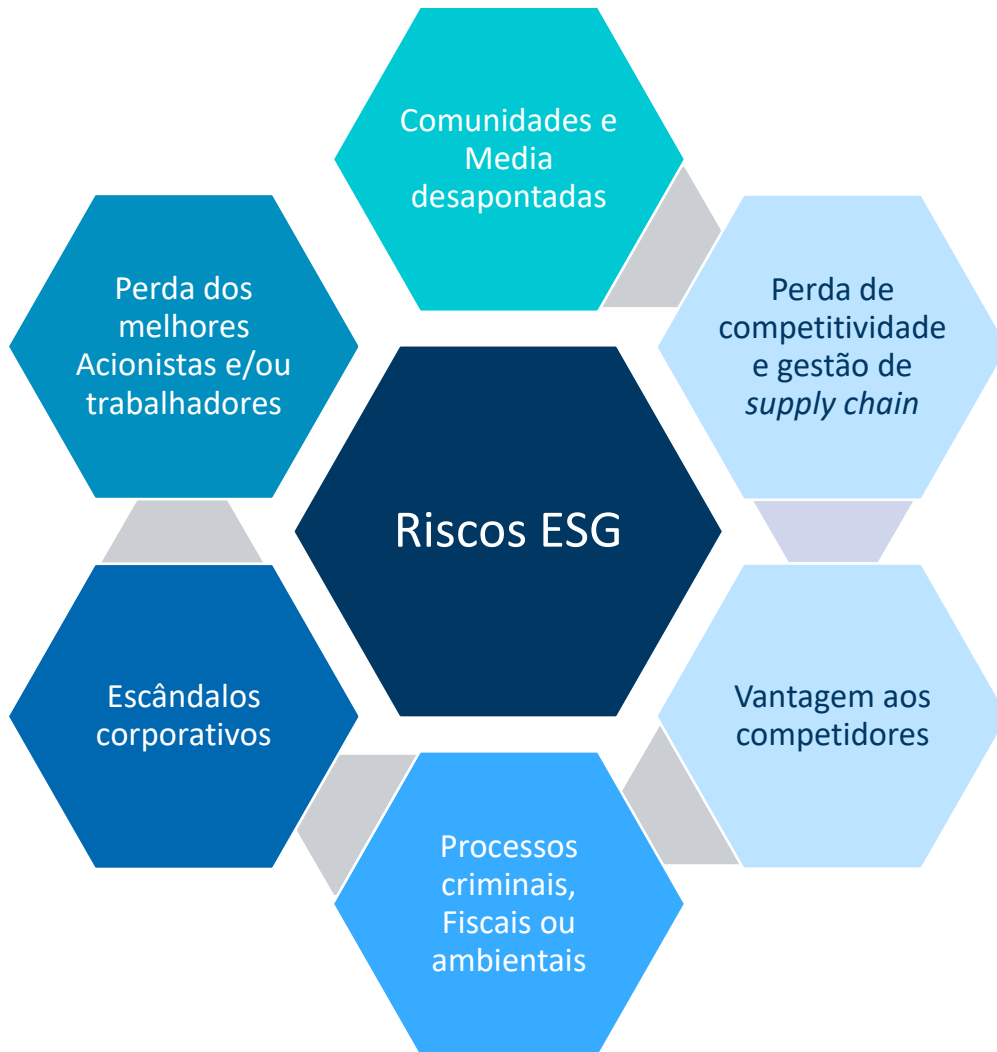 Comunidades e
Media
desapontadas
Perda dos
melhores
Acionistas e/ou
trabalhadores
Perda de
competitividade
e gestão de
supply chain
Riscos ESG
Escândalos
corporativos
Vantagem aos
competidores
Processos
criminais,
Fiscais ou
ambientais